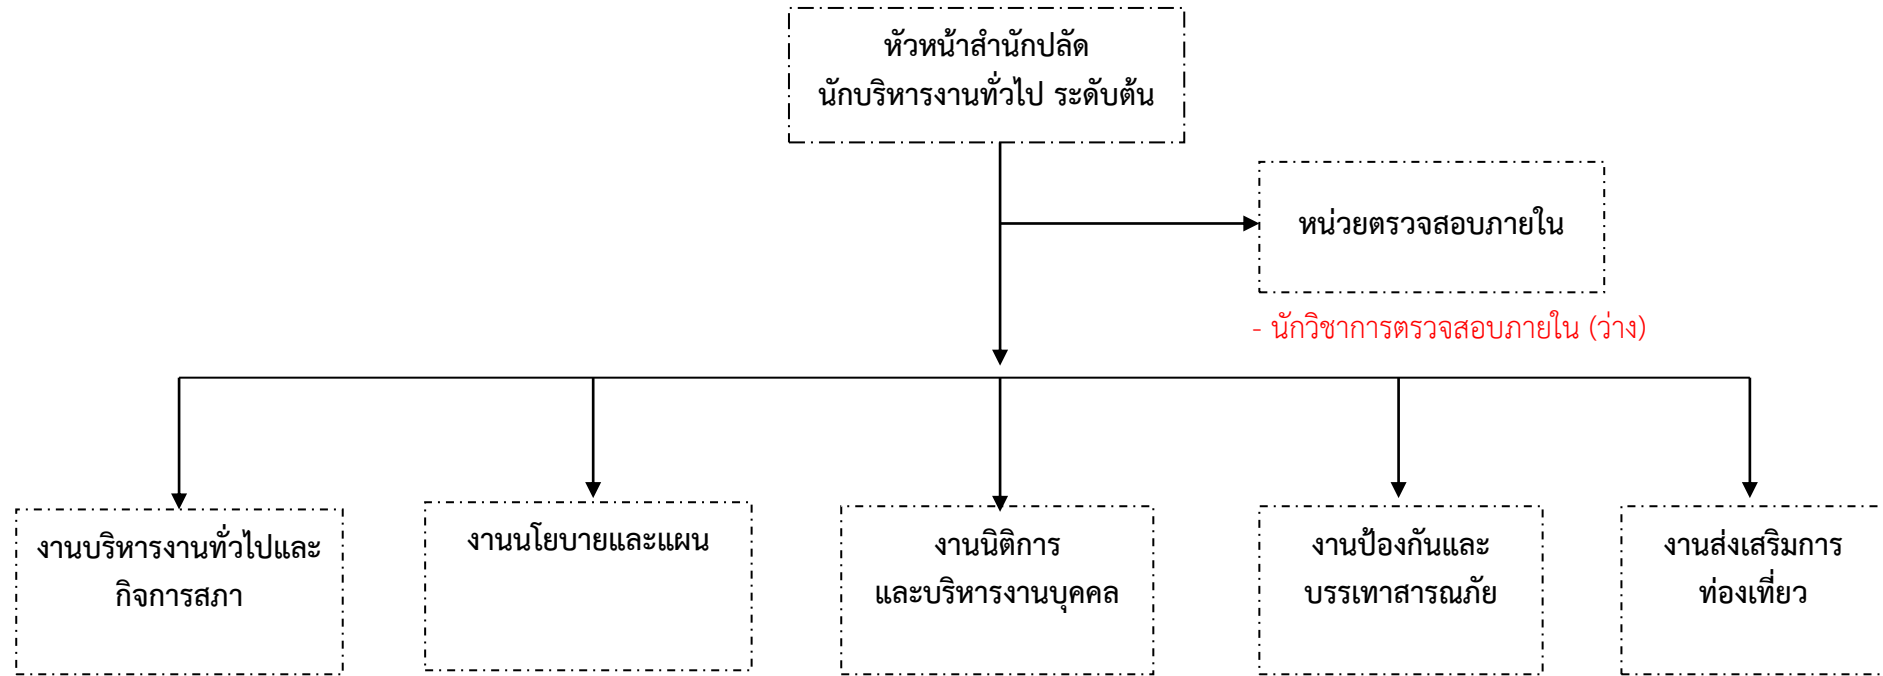 หัวหน้าสำนักปลัด
นักบริหารงานทั่วไป ระดับต้น
หน่วยตรวจสอบภายใน
- นักวิชาการตรวจสอบภายใน (ว่าง)
งานบริหารงานทั่วไปและ
กิจการสภา
งานนโยบายและแผน
งานนิติการ
และบริหารงานบุคคล
งานป้องกันและ
บรรเทาสารณภัย
งานส่งเสริมการ
ท่องเที่ยว